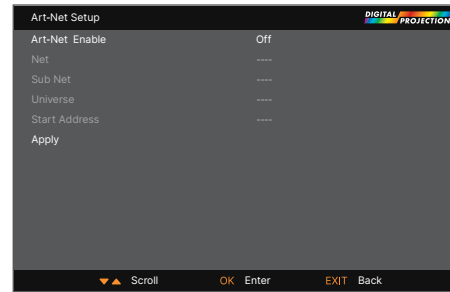 Art-Net Setup
DIGITAL PROJECTION
Art-Net Enable Off
Net ----
Sub Net ----
Universe ----
Start Address ----
Apply
Scroll OK Enter EXIT Back